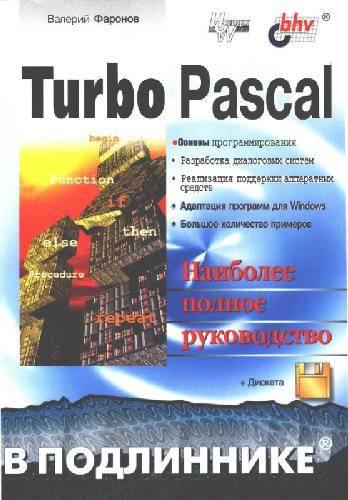 Валерий Фаронов
bhv®
Turbo Pascal
• Основы программирования
• Разработка диалоговых систем
• Реализация поддержки аппаратных
средств
• Адаптация программ для Windows
• Большое количество примеров
begin
Function
if
else
then
Procedure
repeat
Наиболее
полное
руководство
+ Дискета
В ПОДЛИННИКЕ®